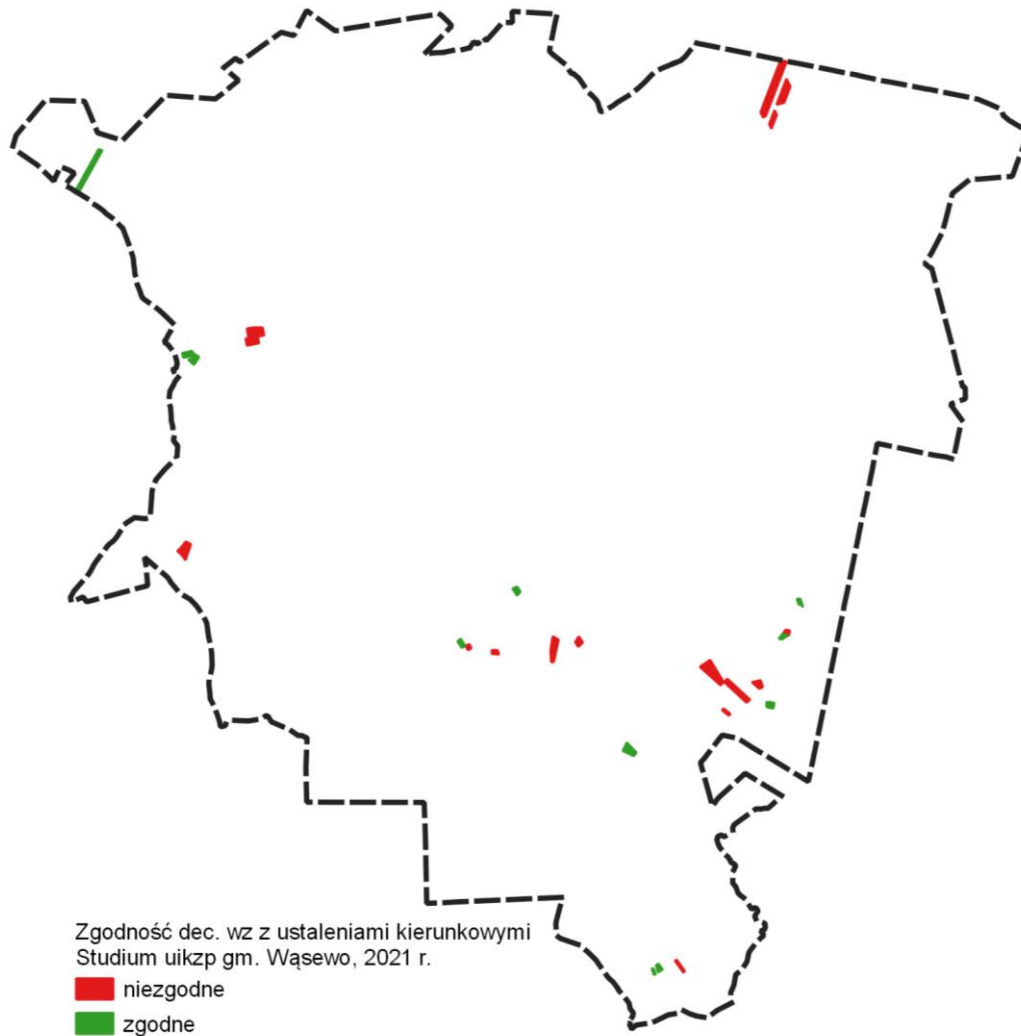 Zgodność dec. wz z ustaleniami kierunkowymi
Studium uikzp gm. Wąsewo, 2021 r.
niezgodne
zgodne